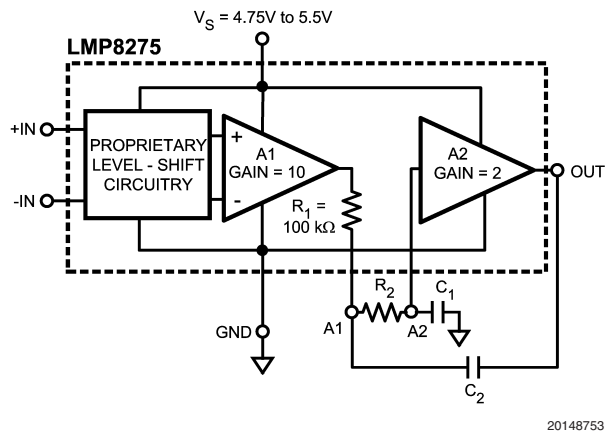 V_S = 4.75V to 5.5V
LMP8275
+IN
-IN
PROPRIETARY
LEVEL - SHIFT
CIRCUITRY
+
-
A1
GAIN = 10
A2
GAIN = 2
OUT
R_1 =
100 kΩ
R_2
C_1
GND
A1
A2
C_2
20148753